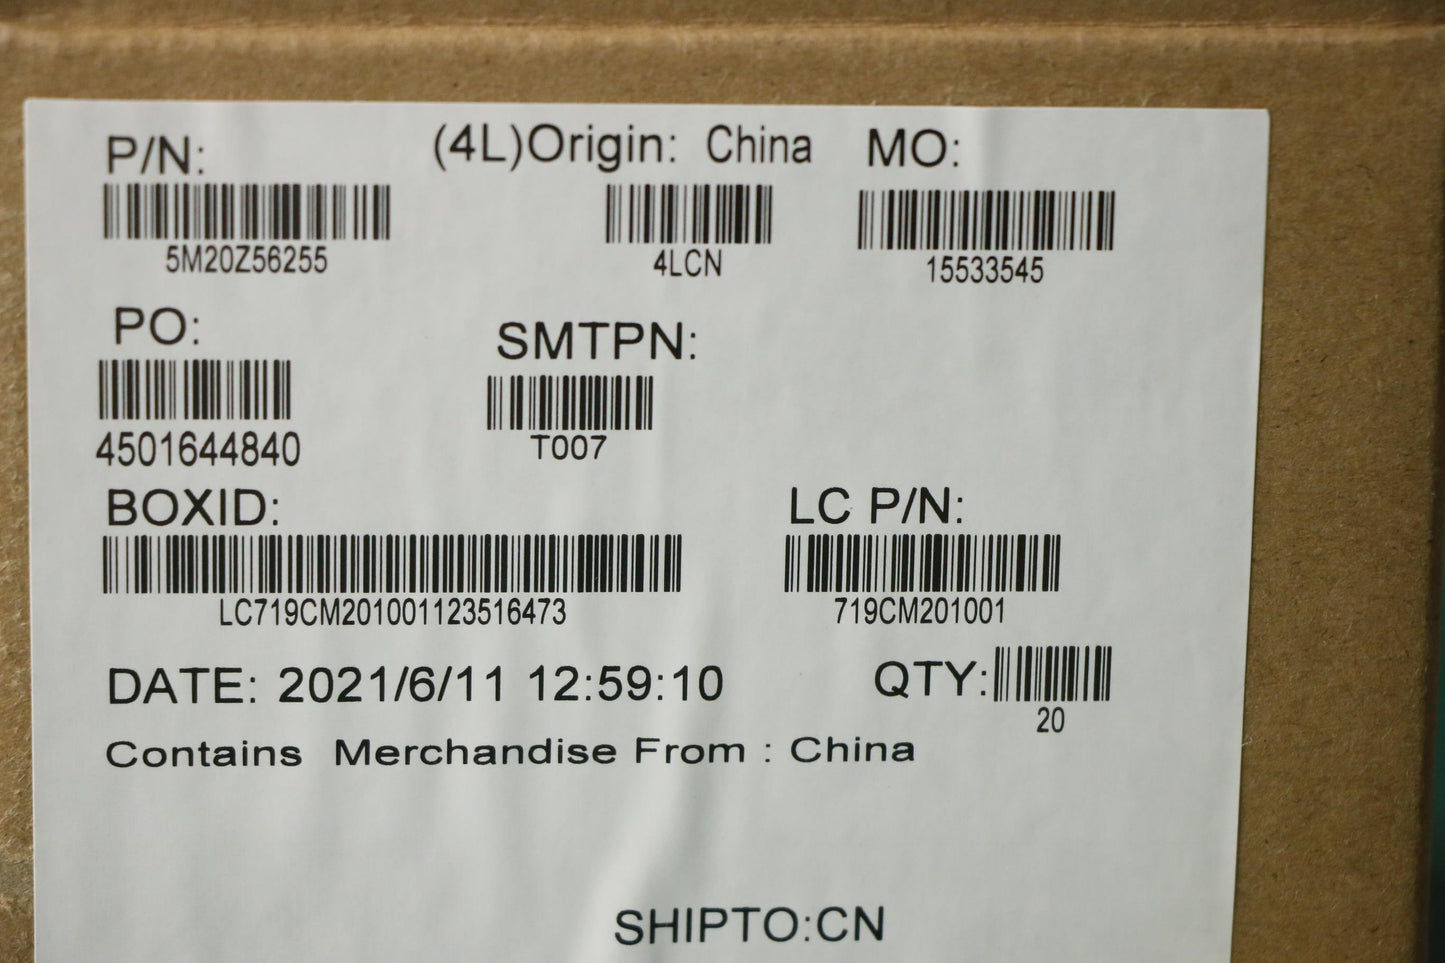 P/N: (4L)Origin: China MO:
5M20Z56255 4LCN 15533545
PO: SMTPN:
4501644840 T007
BOXID: LC P/N:
LC719CM201001123516473 719CM201001
DATE: 2021/6/11 12:59:10 QTY:
20
Contains Merchandise From : China
SHIPTO:CN